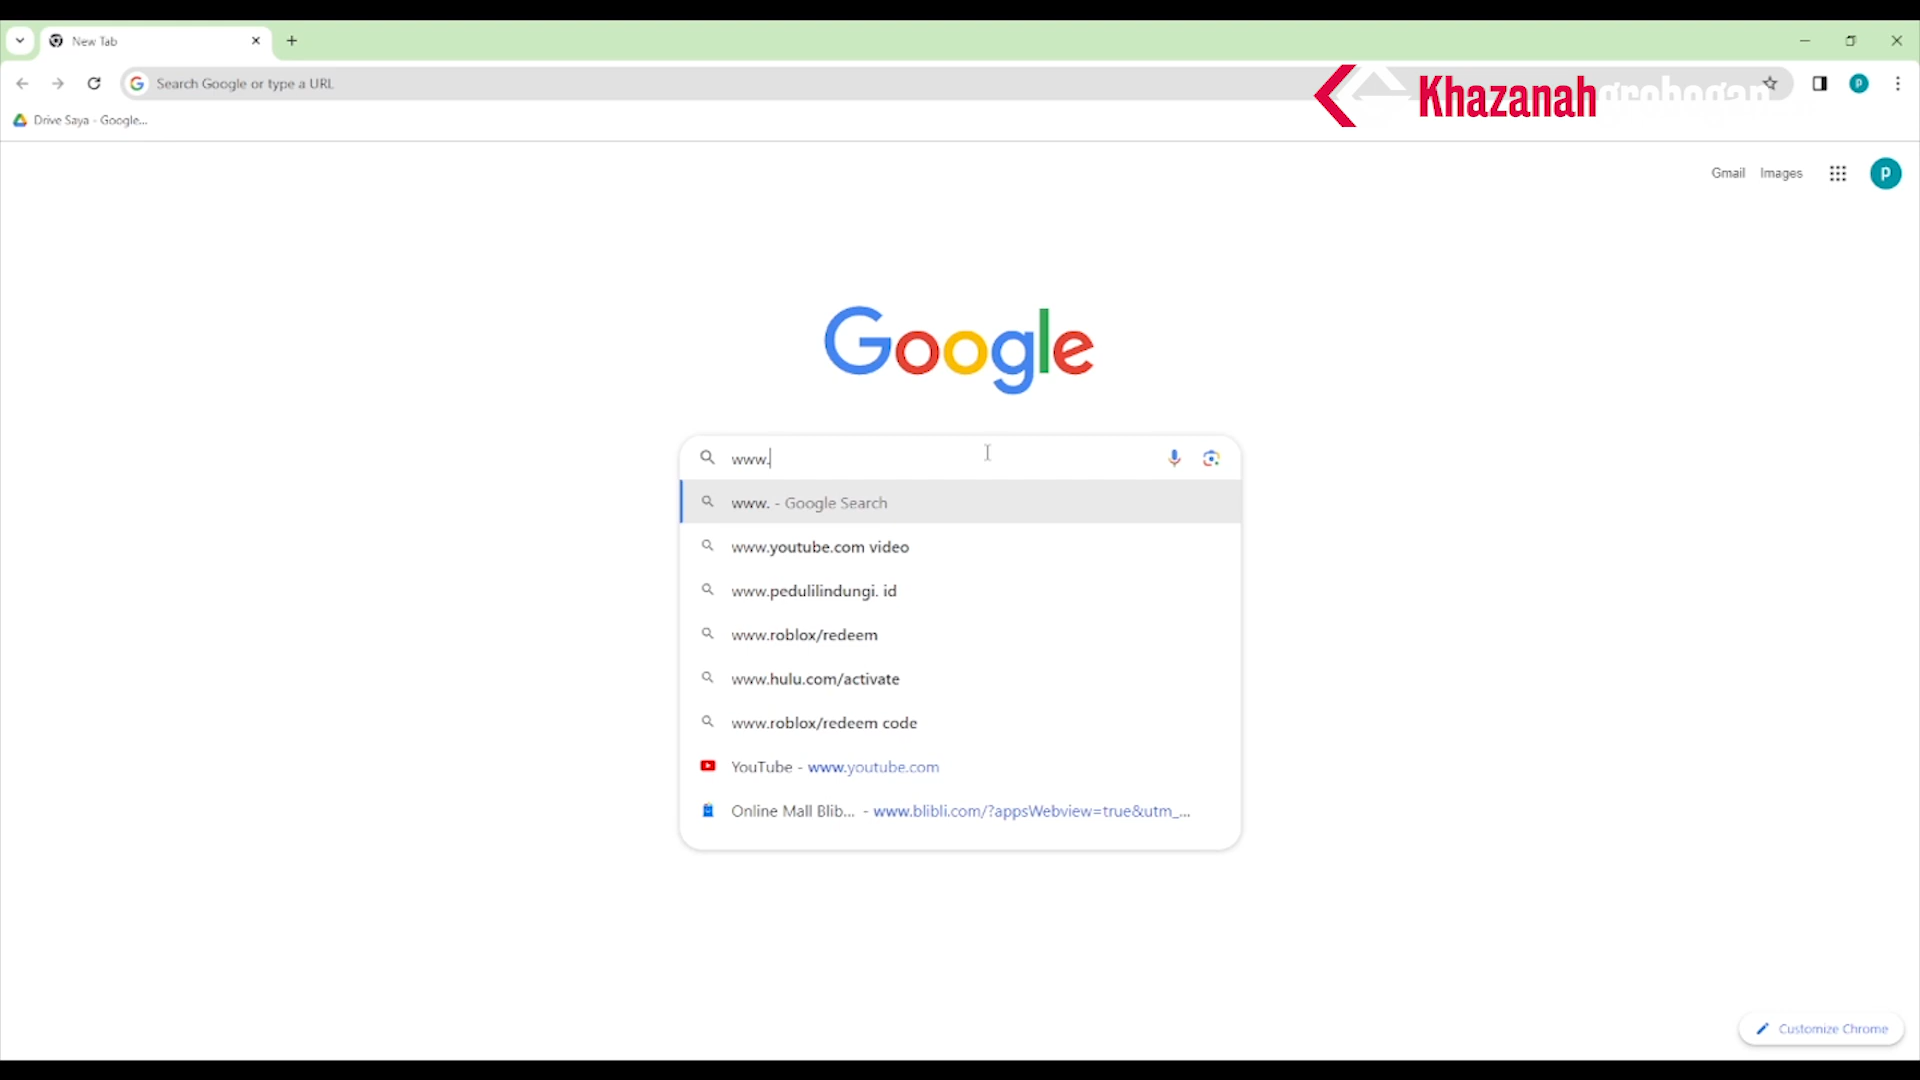 New Tab
Search Google or type a URL
Khazanah grobogan
Drive Saya - Google...
Gmail Images
p
Google
www.
www. - Google Search
www.youtube.com video
www.pedulilindungi. id
www.roblox/redeem
www.hulu.com/activate
www.roblox/redeem code
YouTube - www.youtube.com
Online Mall Blib... - www.blibli.com/?appsWebview=true&utm_...
Customize Chrome